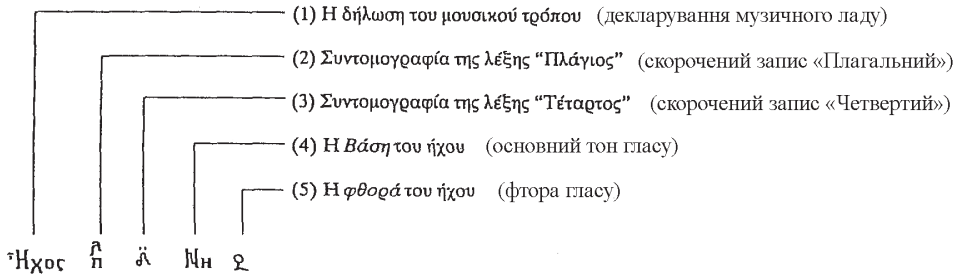 (1) Η δήλωση του μουσικού τρόπου (декларування музичного ладу)
(2) Συντομογραφία της λέξης “Πλάγιος” (скорочений запис «Плагальний»)
(3) Συντομογραφία της λέξης “Τέταρτος” (скорочений запис «Четвертий»)
(4) Η Βάση του ήχου (основний тон гласу)
(5) Η φθορά του ήχου (фтора гласу)
Ἦχος Νη